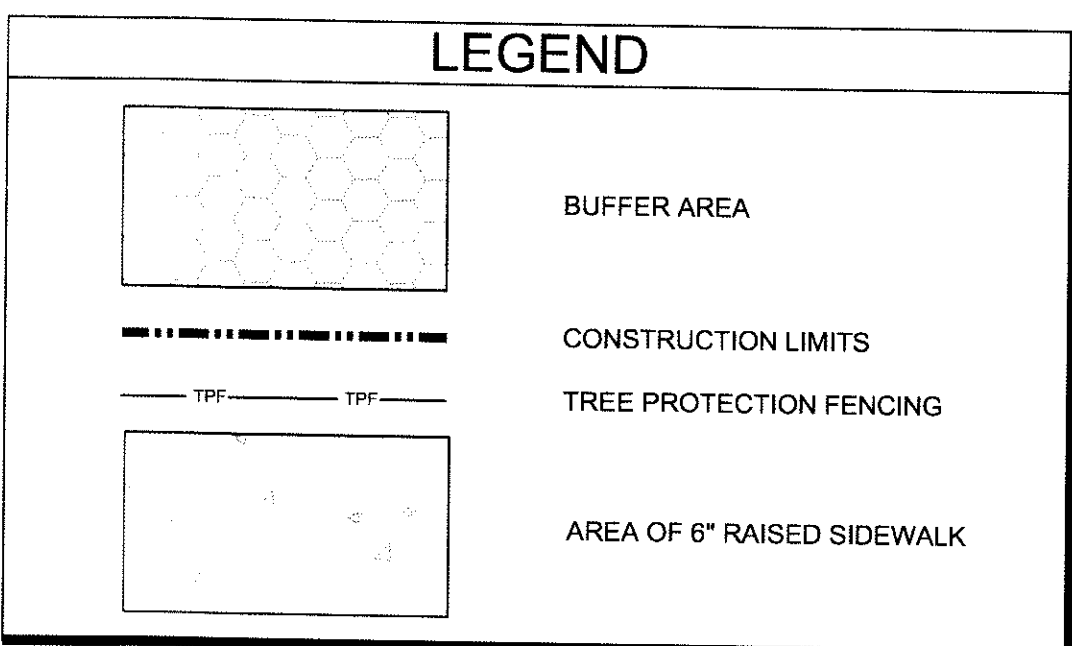 LEGEND
BUFFER AREA
CONSTRUCTION LIMITS
TPF TPF
TREE PROTECTION FENCING
AREA OF 6" RAISED SIDEWALK